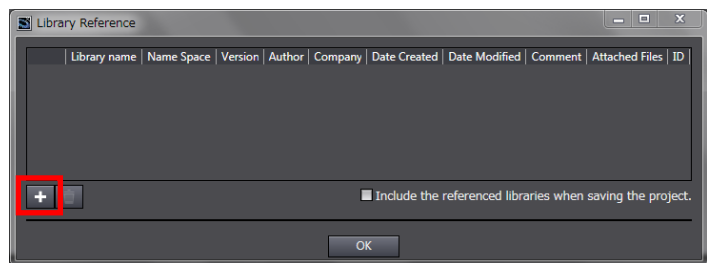 Library Reference
Library name Name Space Version Author Company Date Created Date Modified Comment Attached Files ID
+ Include the referenced libraries when saving the project.
OK